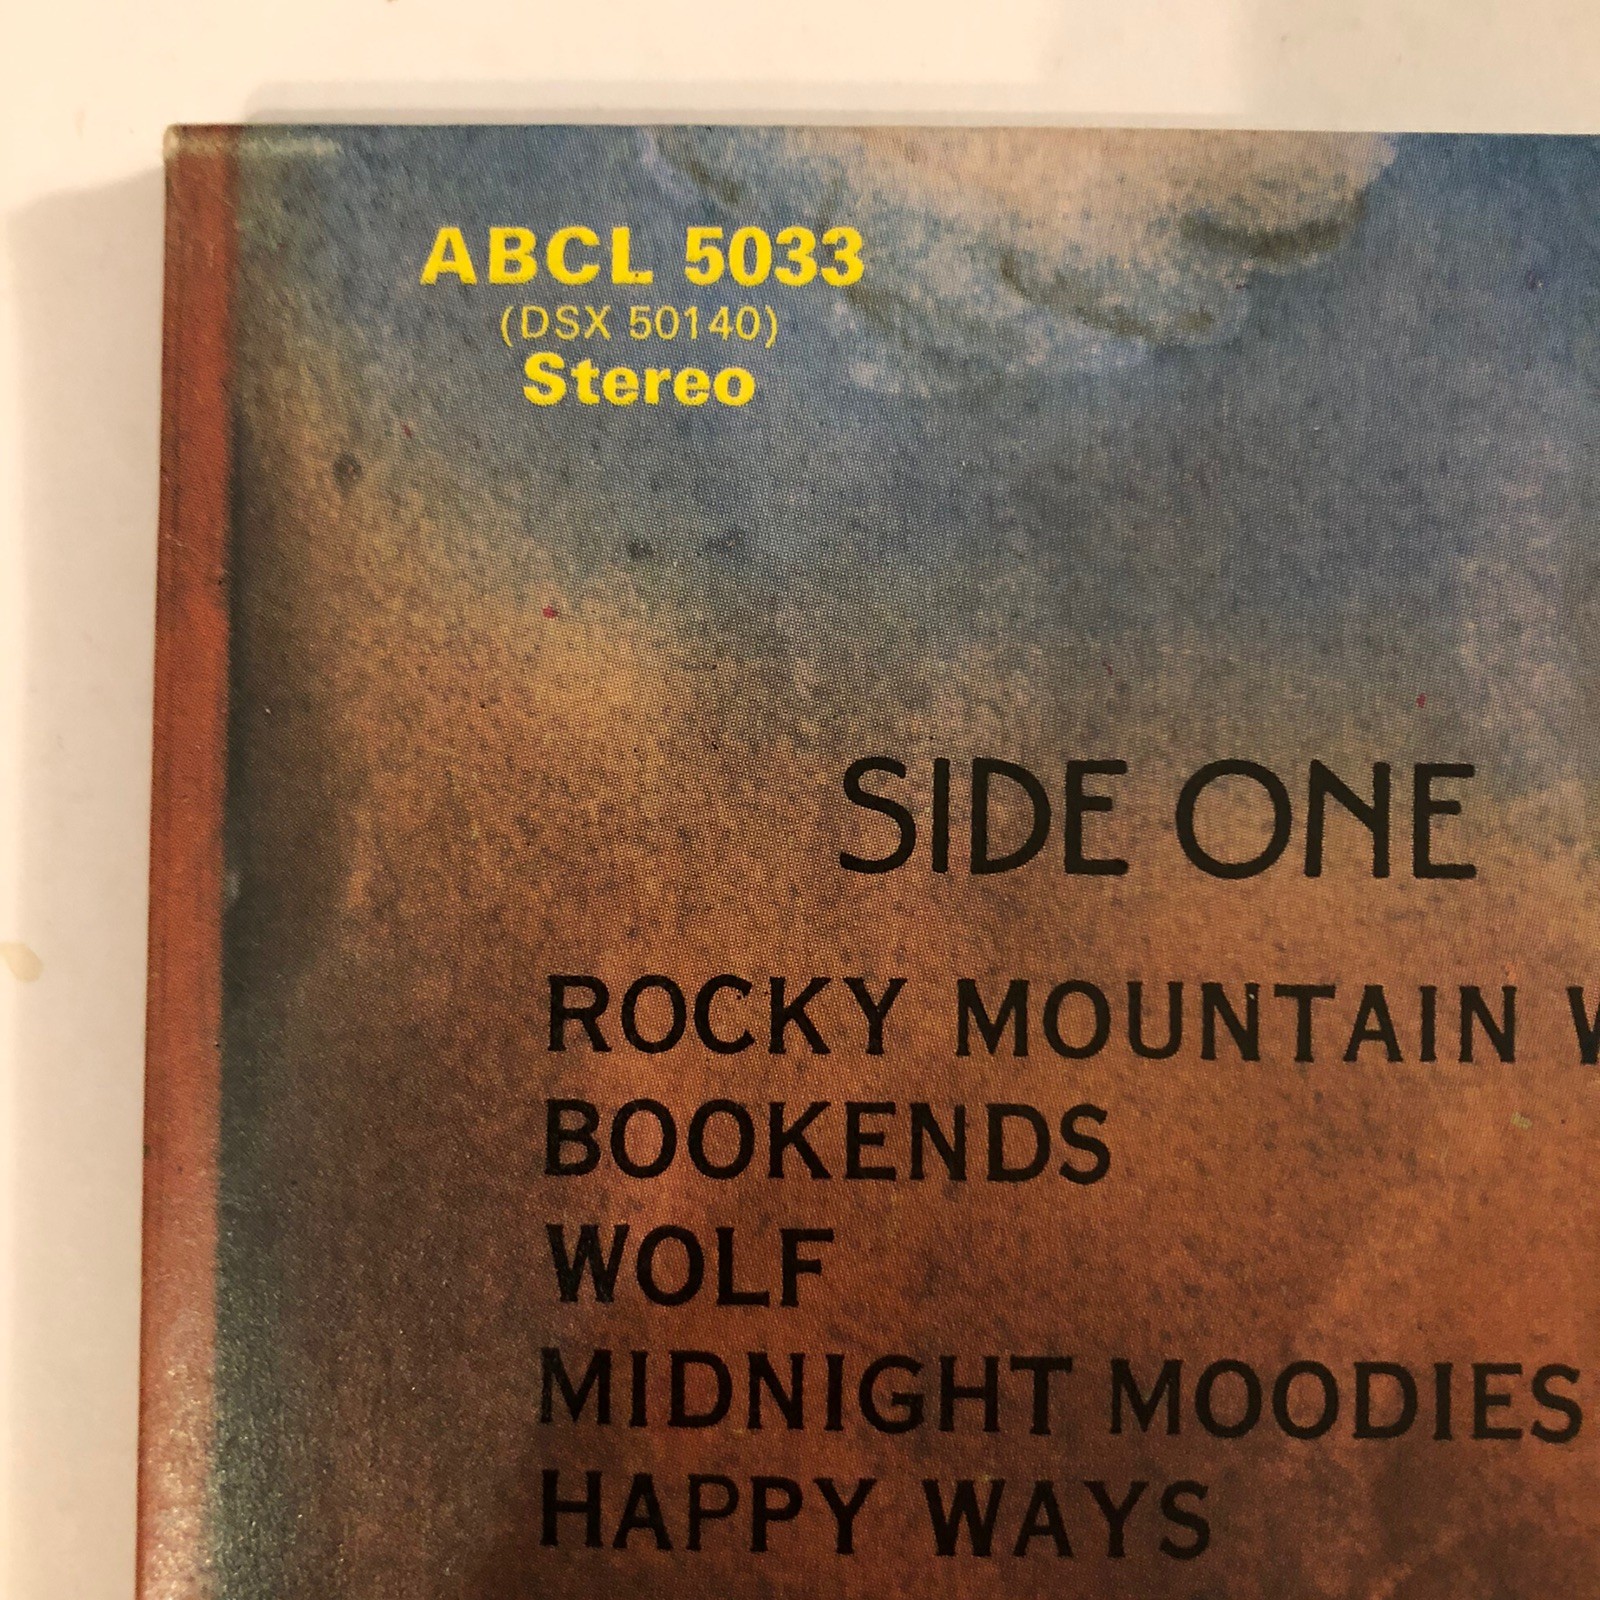 ABCL 5033
(DSX 50140)
Stereo
SIDE ONE
ROCKY MOUNTAIN W
BOOKENDS
WOLF
MIDNIGHT MOODIES
HAPPY WAYS